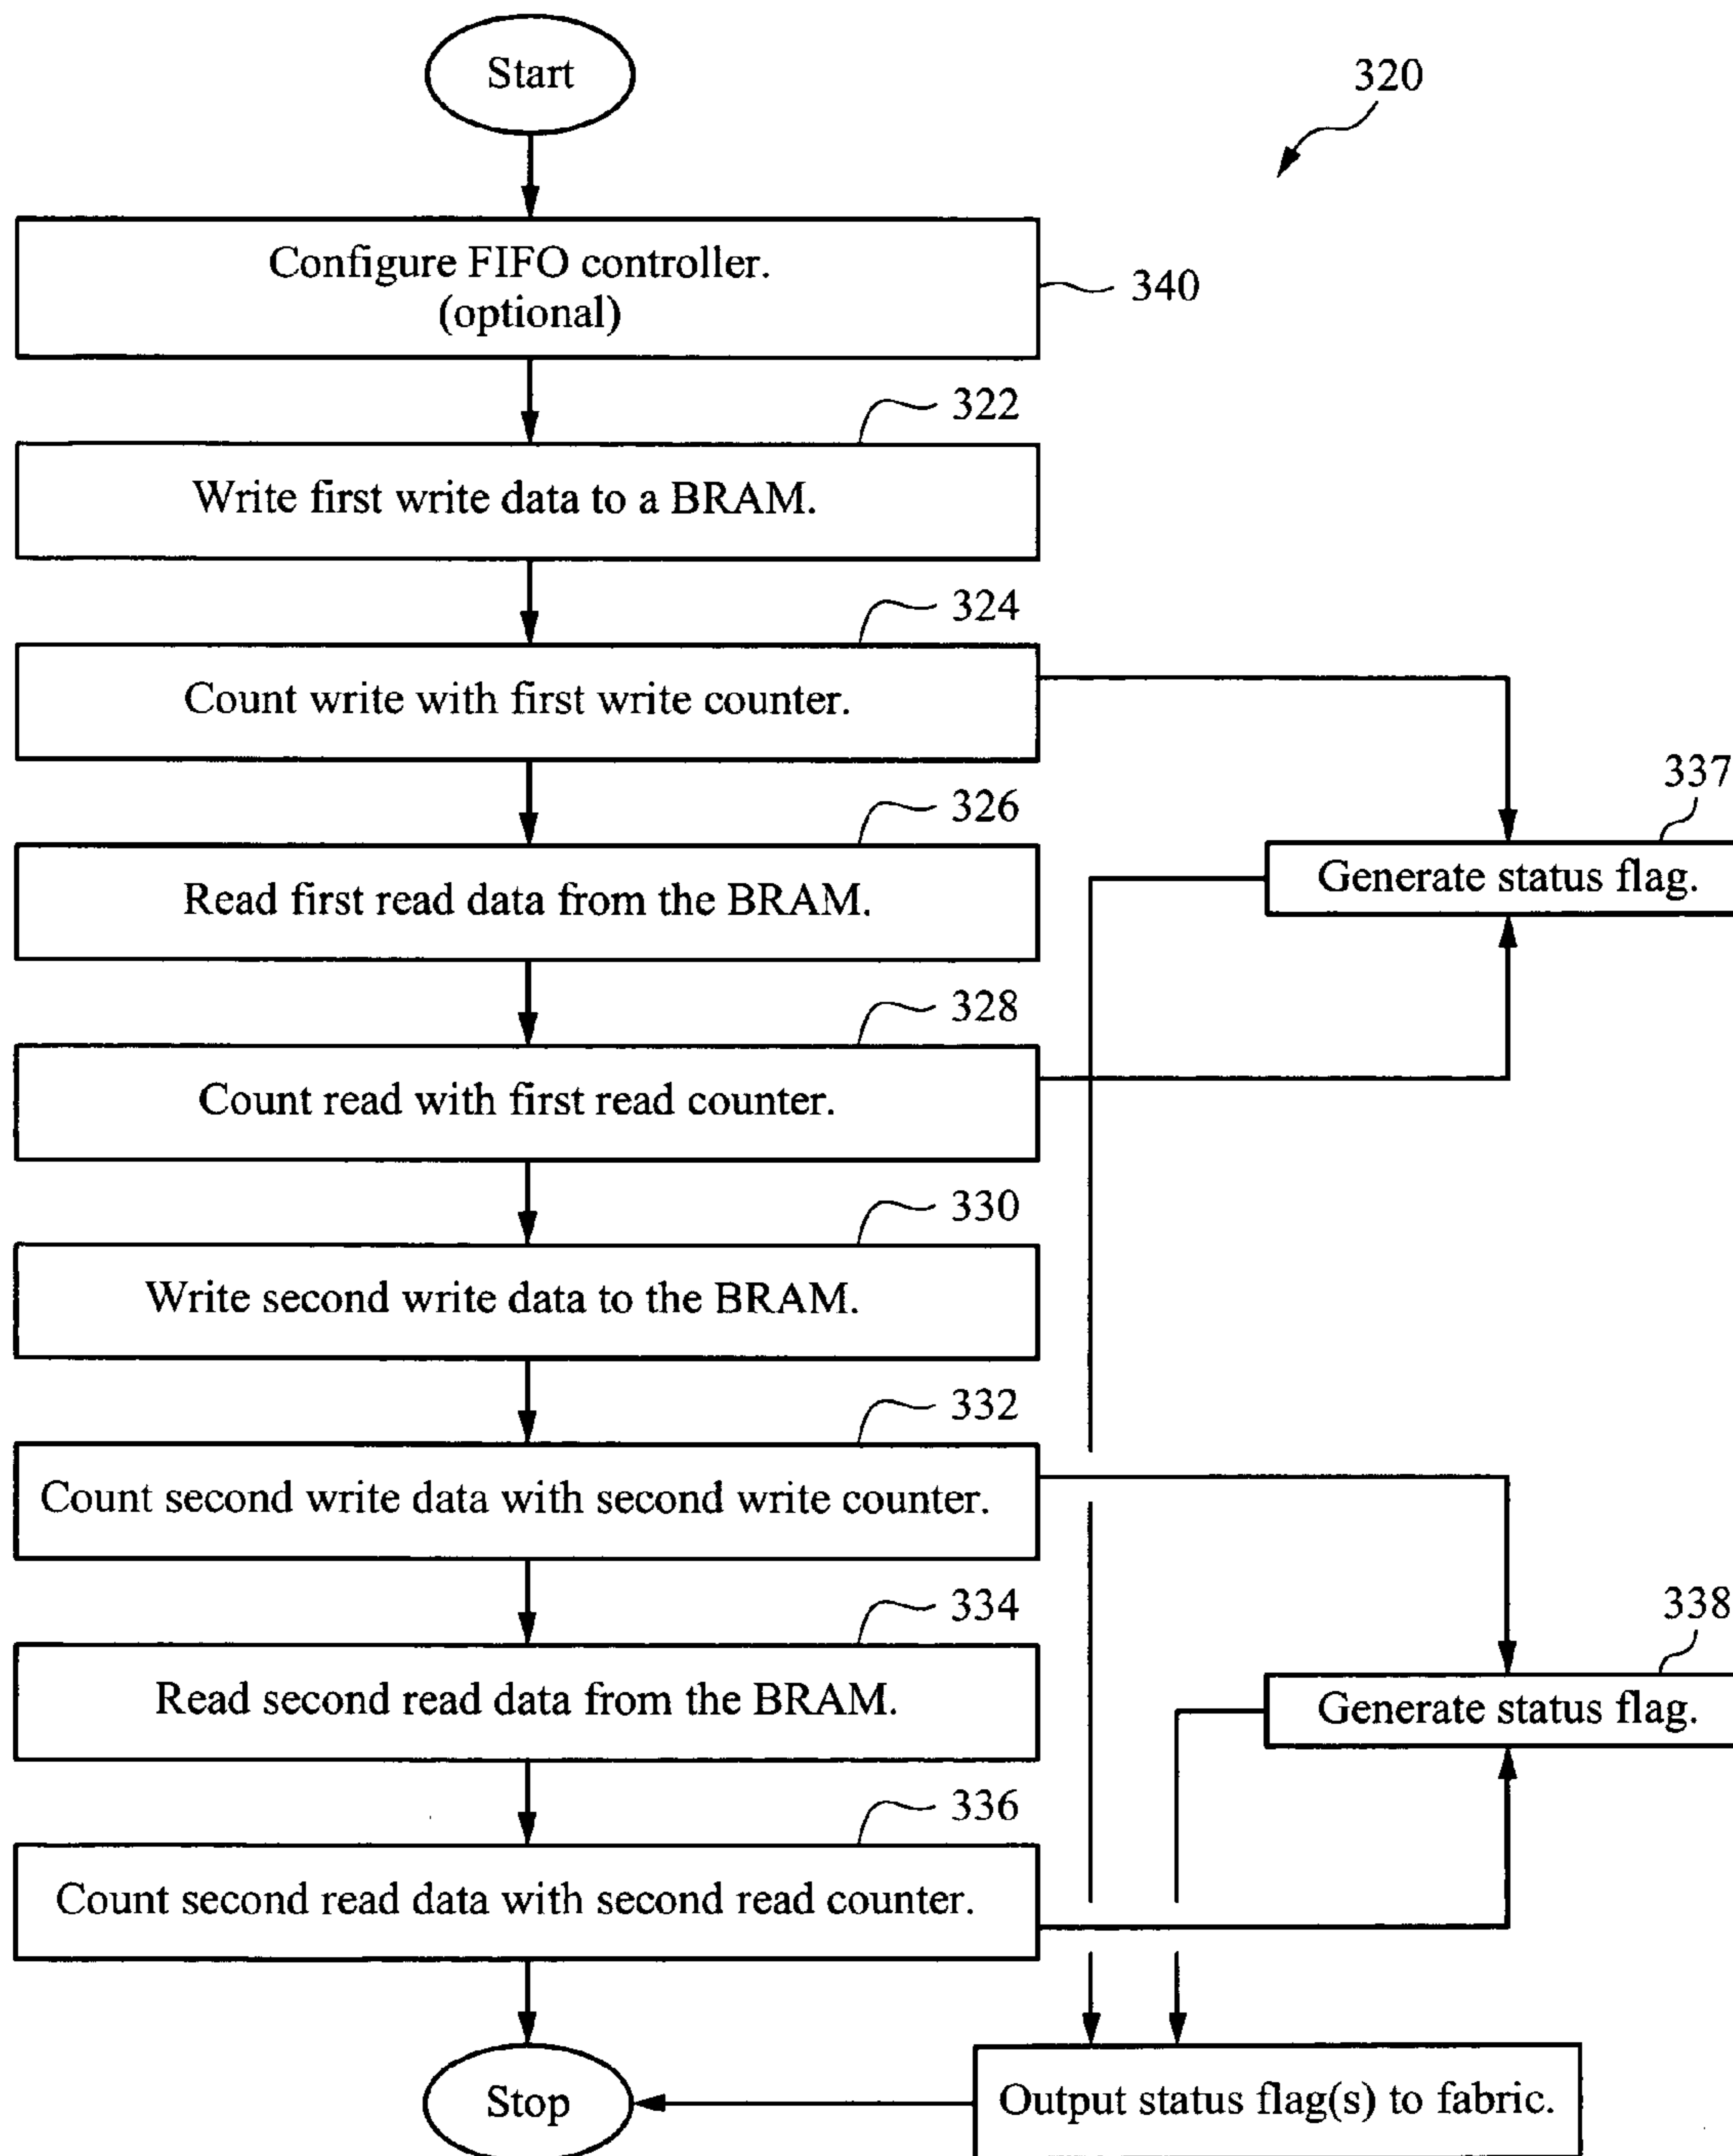 Start
320
Configure FIFO controller.
(optional)
340
322
Write first write data to a BRAM.
324
Count write with first write counter.
337
326
Generate status flag.
Read first read data from the BRAM.
328
Count read with first read counter.
330
Write second write data to the BRAM.
332
Count second write data with second write counter.
338
334
Generate status flag.
Read second read data from the BRAM.
336
Count second read data with second read counter.
Stop
Output status flag(s) to fabric.